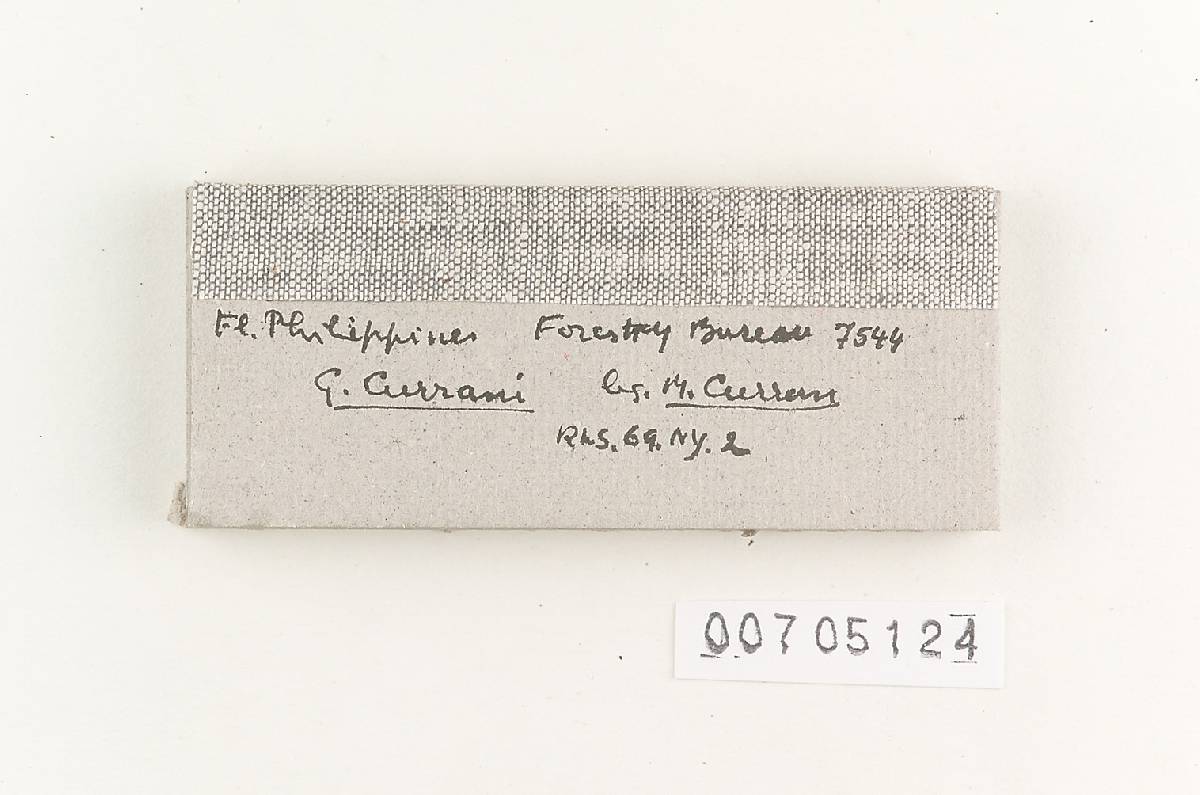 Fl. Philippines Forestry Bureau 7544
G. Currani leg. M. Curran
RhS. 69. NY. 2
00705124